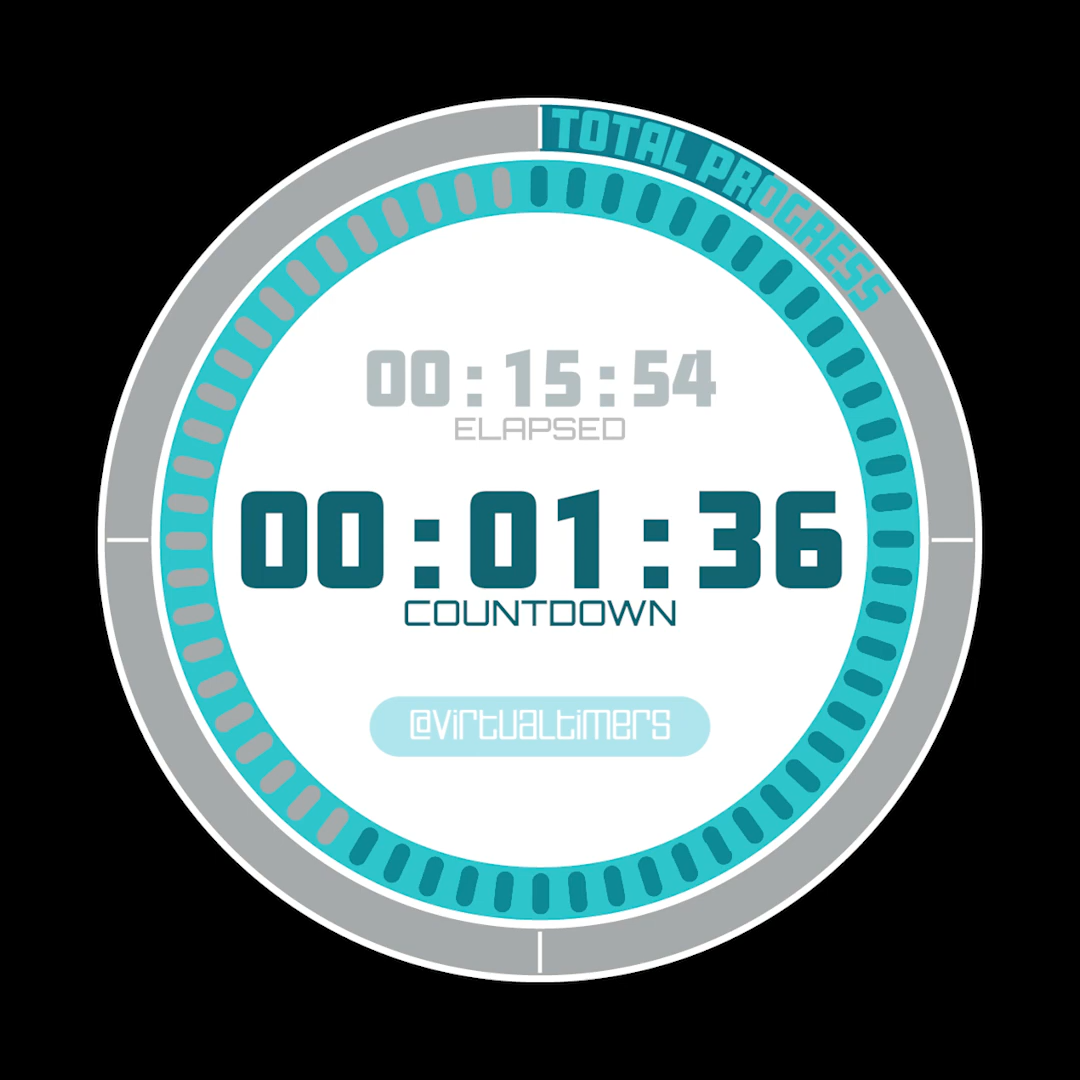 TOTAL PROGRESS
00:15:54
ELAPSED
00:01:36
COUNTDOWN
@virtualtimers